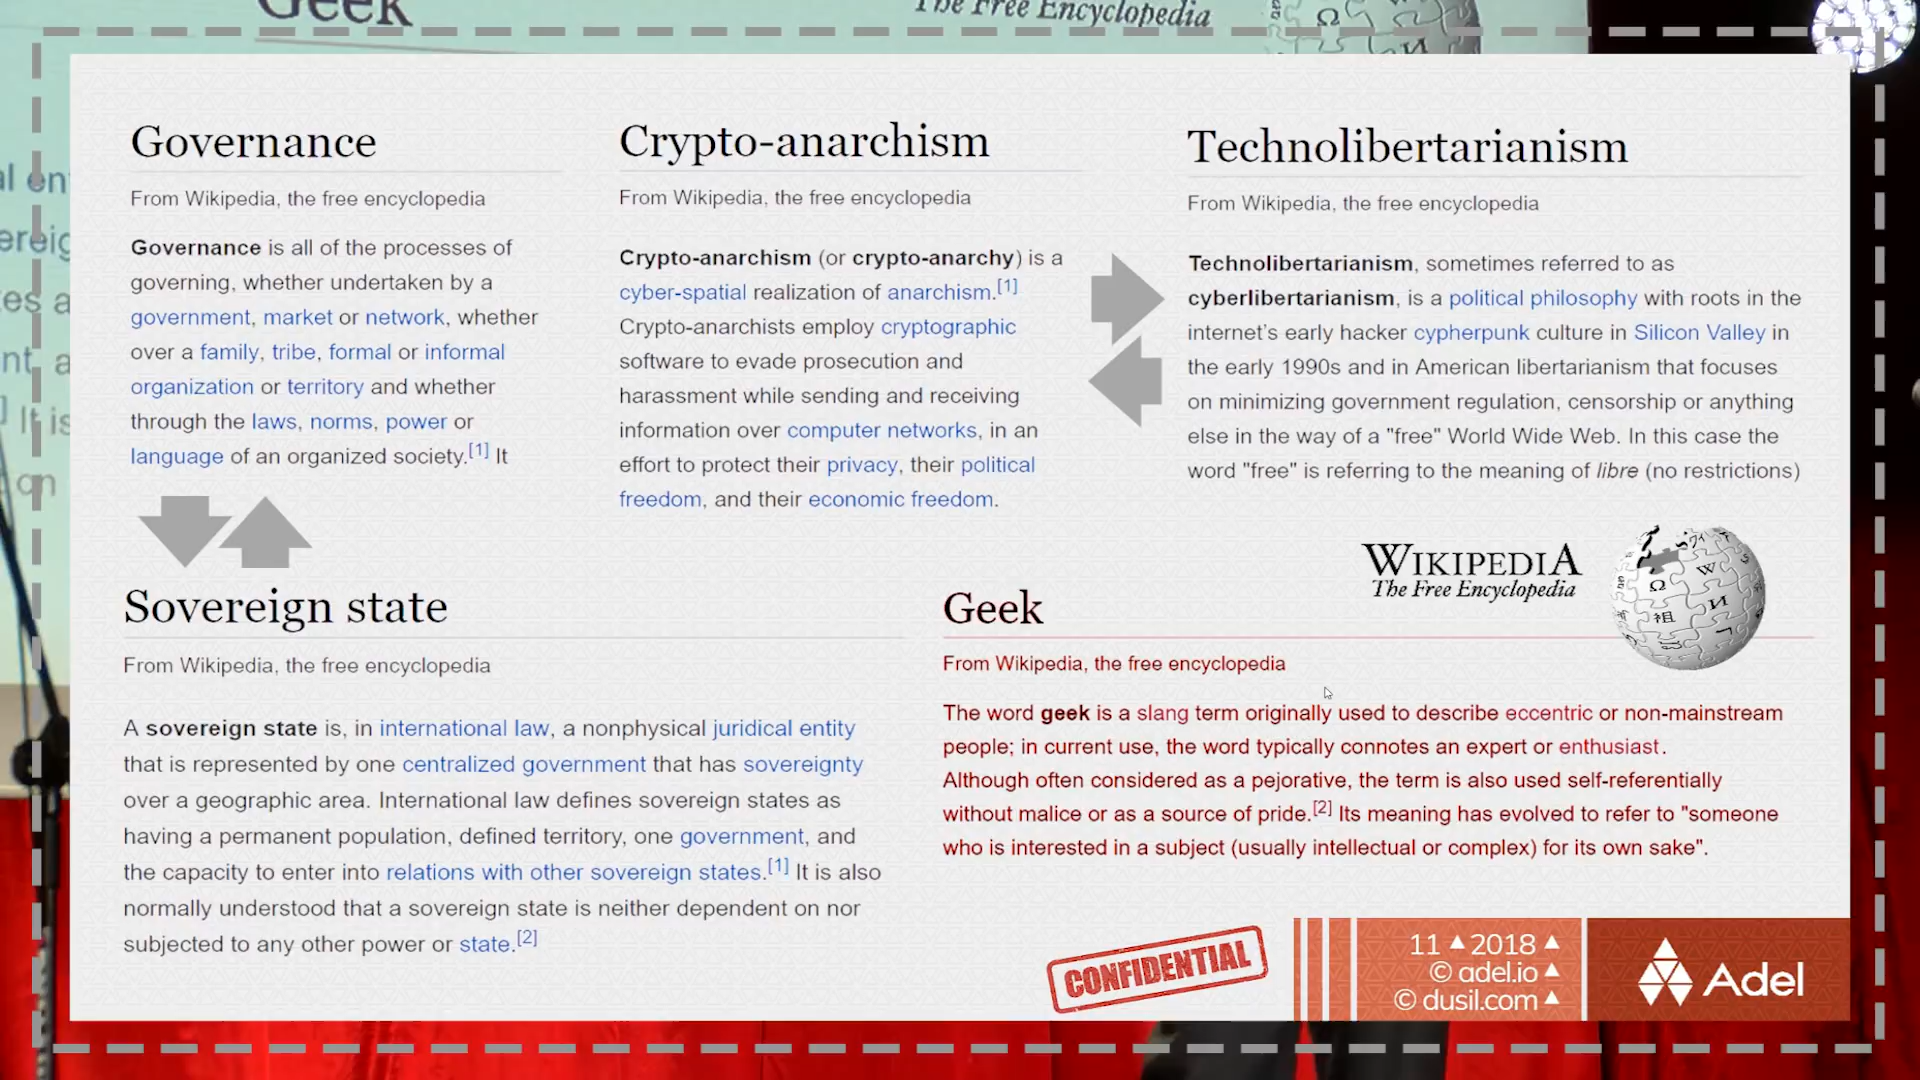 Geek
The Free Encyclopedia
Governance
From Wikipedia, the free encyclopedia
Governance is all of the processes of
governing, whether undertaken by a
government, market or network, whether
over a family, tribe, formal or informal
organization or territory and whether
through the laws, norms, power or
language of an organized society.[1] It
Crypto-anarchism
From Wikipedia, the free encyclopedia
Crypto-anarchism (or crypto-anarchy) is a
cyber-spatial realization of anarchism.[1]
Crypto-anarchists employ cryptographic
software to evade prosecution and
harassment while sending and receiving
information over computer networks, in an
effort to protect their privacy, their political
freedom, and their economic freedom.
Technolibertarianism
From Wikipedia, the free encyclopedia
Technolibertarianism, sometimes referred to as
cyberlibertarianism, is a political philosophy with roots in the
internet's early hacker cypherpunk culture in Silicon Valley in
the early 1990s and in American libertarianism that focuses
on minimizing government regulation, censorship or anything
else in the way of a "free" World Wide Web. In this case the
word "free" is referring to the meaning of libre (no restrictions)
Sovereign state
From Wikipedia, the free encyclopedia
A sovereign state is, in international law, a nonphysical juridical entity
that is represented by one centralized government that has sovereignty
over a geographic area. International law defines sovereign states as
having a permanent population, defined territory, one government, and
the capacity to enter into relations with other sovereign states.[1] It is also
normally understood that a sovereign state is neither dependent on nor
subjected to any other power or state.[2]
WIKIPEDIA
The Free Encyclopedia
Geek
From Wikipedia, the free encyclopedia
The word geek is a slang term originally used to describe eccentric or non-mainstream
people; in current use, the word typically connotes an expert or enthusiast.
Although often considered as a pejorative, the term is also used self-referentially
without malice or as a source of pride.[2] Its meaning has evolved to refer to "someone
who is interested in a subject (usually intellectual or complex) for its own sake".
CONFIDENTIAL
11 ▲ 2018 ▲
© adel.io ▲
© dusil.com ▲
Adel